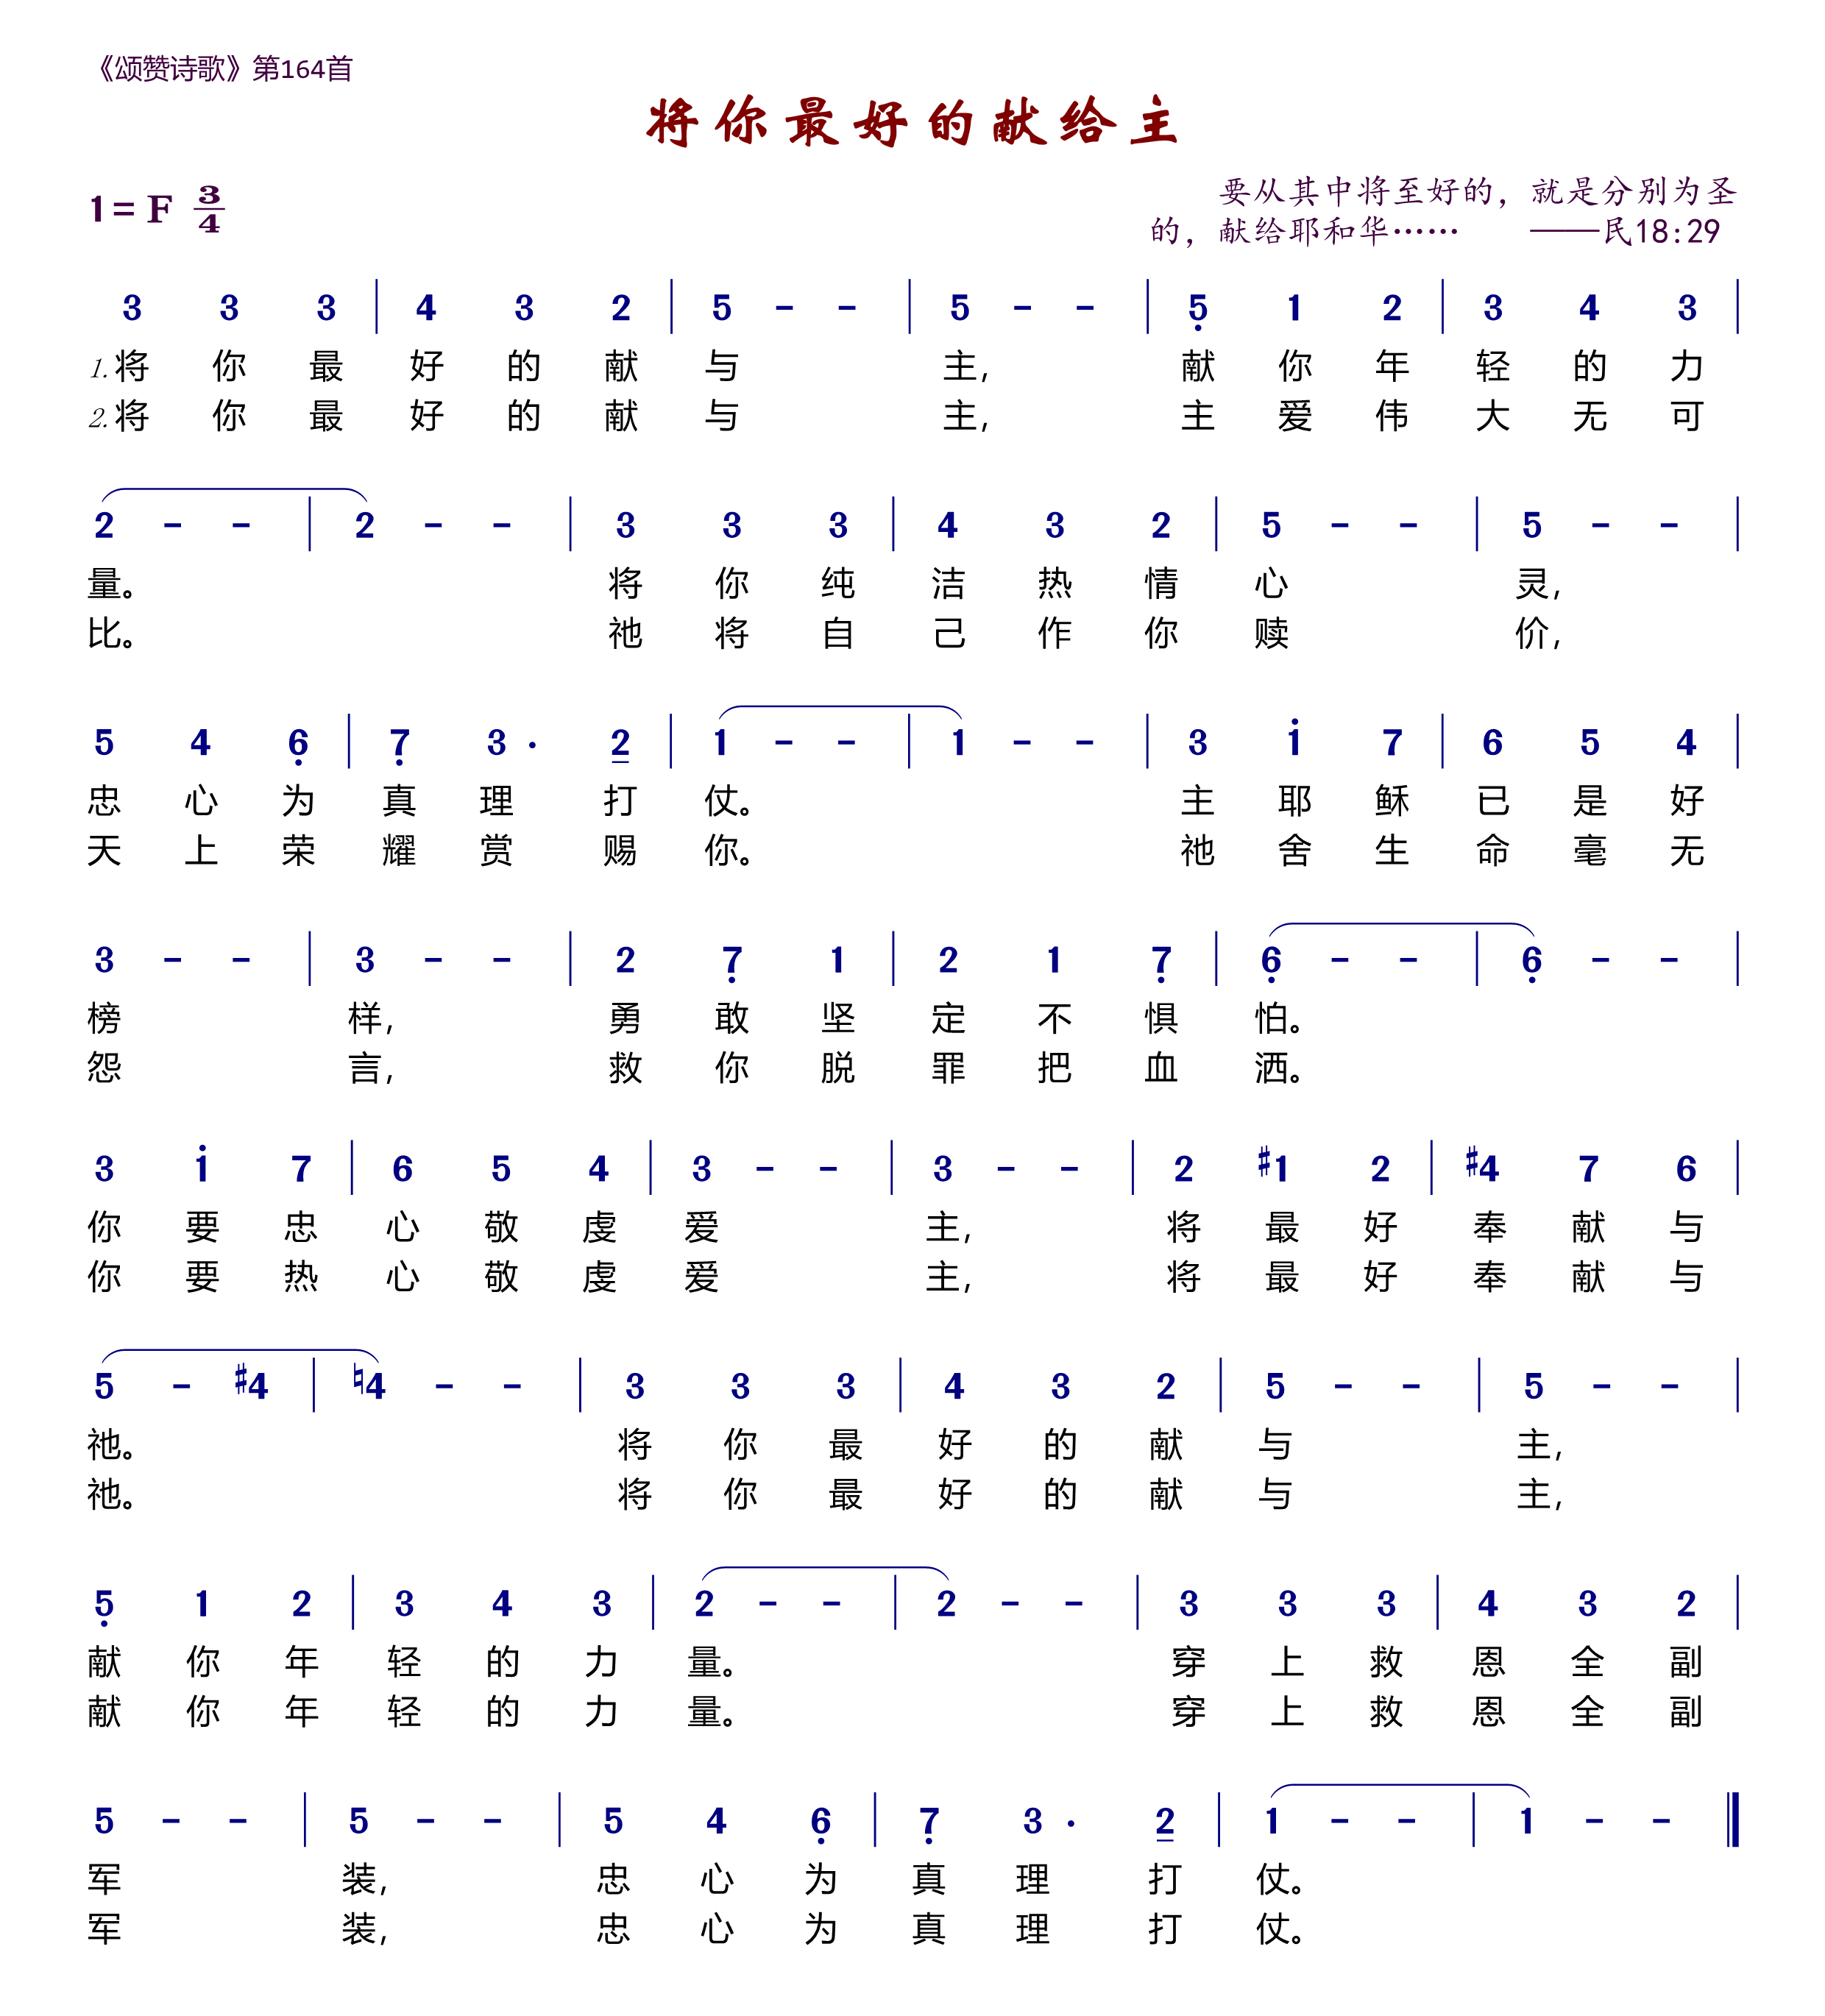 《颂赞诗歌》第164首
将你最好的献给主
1=F 3/4
要从其中将至好的，就是分别为圣
的，献给耶和华…… ——民18:29
3 3 3 | 4 3 2 | 5 - - | 5 - - | 5̣ 1 2 | 3 4 3 |
1.将你最好的献与主，献你年轻的力
2.将你最好的献与主，主爱伟大无可
2 - - | 2 - - | 3 3 3 | 4 3 2 | 5 - - | 5 - - |
量。将你纯洁热情心灵，
比。祂将自己作你赎价，
5 4 6̣ | 7̣ 3 · 2̲ | 1 - - | 1 - - | 3 1̇ 7 | 6 5 4 |
忠心为真理打仗。主耶稣已是好
天上荣耀赏赐你。祂舍生命毫无
3 - - | 3 - - | 2 7̣ 1 | 2 1 7̣ | 6̣ - - | 6̣ - - |
榜样，勇敢坚定不惧怕。
怨言，救你脱罪把血洒。
3 1̇ 7 | 6 5 4 | 3 - - | 3 - - | 2 #1 2 | #4 7 6 |
你要忠心敬虔爱主，将最好奉献与
你要热心敬虔爱主，将最好奉献与
5 - #4 | ♮4 - - | 3 3 3 | 4 3 2 | 5 - - | 5 - - |
祂。将你最好的献与主，
祂。将你最好的献与主，
5̣ 1 2 | 3 4 3 | 2 - - | 2 - - | 3 3 3 | 4 3 2 |
献你年轻的力量。穿上救恩全副
献你年轻的力量。穿上救恩全副
5 - - | 5 - - | 5 4 6̣ | 7̣ 3 · 2̲ | 1 - - | 1 - - ‖
军装，忠心为真理打仗。
军装，忠心为真理打仗。